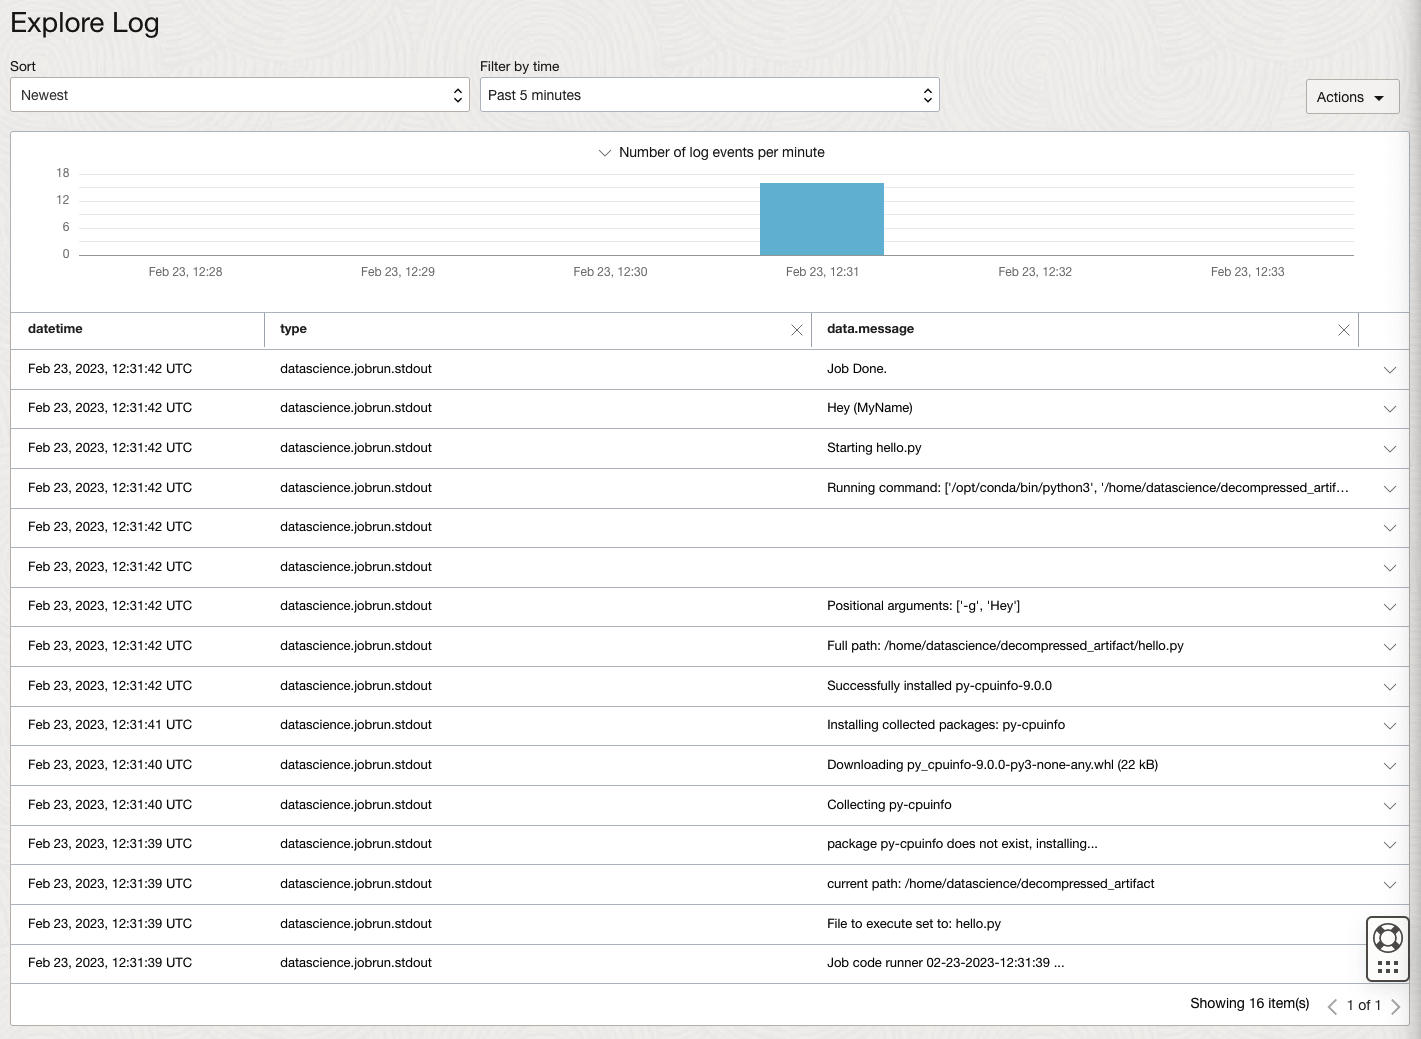 Explore Log
Sort
Filter by time
Newest
Past 5 minutes
Actions
Number of log events per minute
18
12
6
0
Feb 23, 12:28
Feb 23, 12:29
Feb 23, 12:30
Feb 23, 12:31
Feb 23, 12:32
Feb 23, 12:33
datetime type data.message
Feb 23, 2023, 12:31:42 UTC datascience.jobrun.stdout Job Done.
Feb 23, 2023, 12:31:42 UTC datascience.jobrun.stdout Hey (MyName)
Feb 23, 2023, 12:31:42 UTC datascience.jobrun.stdout Starting hello.py
Feb 23, 2023, 12:31:42 UTC datascience.jobrun.stdout Running command: ['/opt/conda/bin/python3', '/home/datascience/decompressed_artif...
Feb 23, 2023, 12:31:42 UTC datascience.jobrun.stdout
Feb 23, 2023, 12:31:42 UTC datascience.jobrun.stdout
Feb 23, 2023, 12:31:42 UTC datascience.jobrun.stdout Positional arguments: ['-g', 'Hey']
Feb 23, 2023, 12:31:42 UTC datascience.jobrun.stdout Full path: /home/datascience/decompressed_artifact/hello.py
Feb 23, 2023, 12:31:42 UTC datascience.jobrun.stdout Successfully installed py-cpuinfo-9.0.0
Feb 23, 2023, 12:31:41 UTC datascience.jobrun.stdout Installing collected packages: py-cpuinfo
Feb 23, 2023, 12:31:40 UTC datascience.jobrun.stdout Downloading py_cpuinfo-9.0.0-py3-none-any.whl (22 kB)
Feb 23, 2023, 12:31:40 UTC datascience.jobrun.stdout Collecting py-cpuinfo
Feb 23, 2023, 12:31:39 UTC datascience.jobrun.stdout package py-cpuinfo does not exist, installing...
Feb 23, 2023, 12:31:39 UTC datascience.jobrun.stdout current path: /home/datascience/decompressed_artifact
Feb 23, 2023, 12:31:39 UTC datascience.jobrun.stdout File to execute set to: hello.py
Feb 23, 2023, 12:31:39 UTC datascience.jobrun.stdout Job code runner 02-23-2023-12:31:39 ...
Showing 16 item(s) 1 of 1